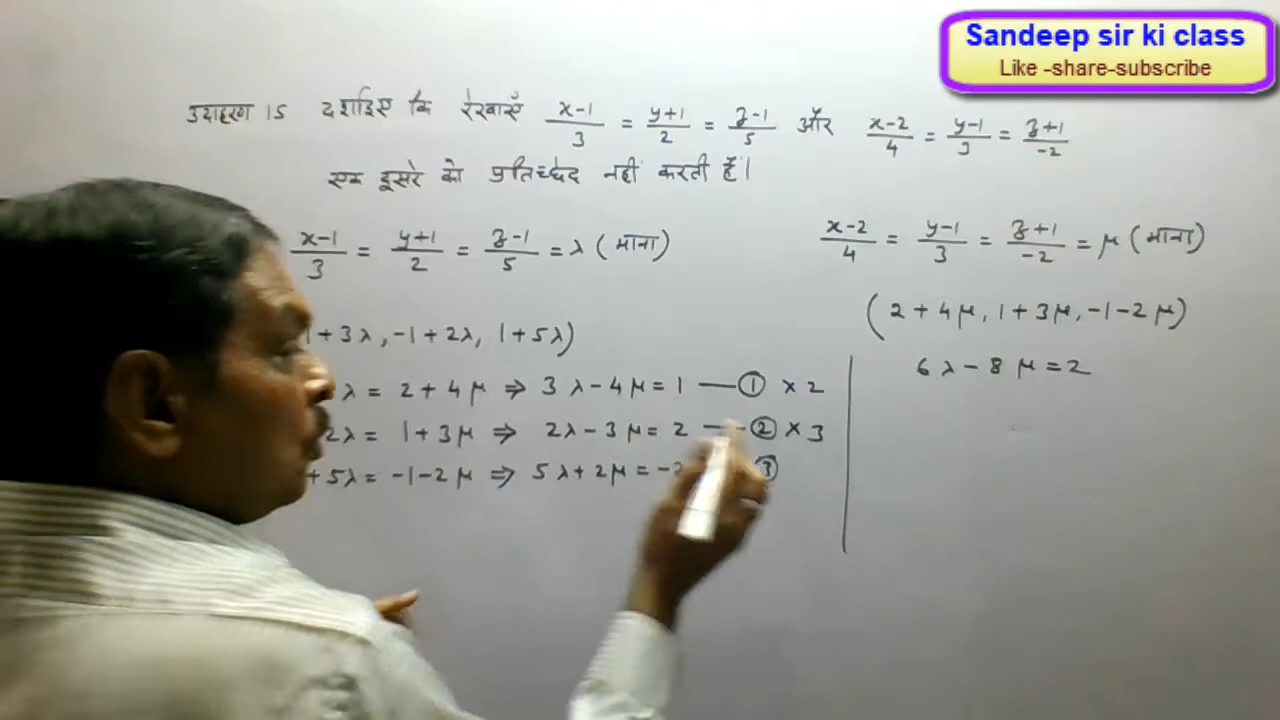 Sandeep sir ki class
Like -share-subscribe
उदाहरण 15 दर्शाइए कि रेखाएँ x-1/3 = y+1/2 = z-1/5 और x-2/4 = y-1/3 = z+1/-2
एक दूसरे को प्रतिच्छेद नहीं करती हैं।
x-1/3 = y+1/2 = z-1/5 = λ (माना)
x-2/4 = y-1/3 = z+1/-2 = μ (माना)
1+3λ, -1+2λ, 1+5λ)
(2+4μ, 1+3μ, -1-2μ)
λ = 2+4μ ⇒ 3λ-4μ=1 — ① ×2
2λ = 1+3μ ⇒ 2λ-3μ=2 — ② ×3
+5λ = -1-2μ ⇒ 5λ+2μ=-2 ③
6λ-8μ=2